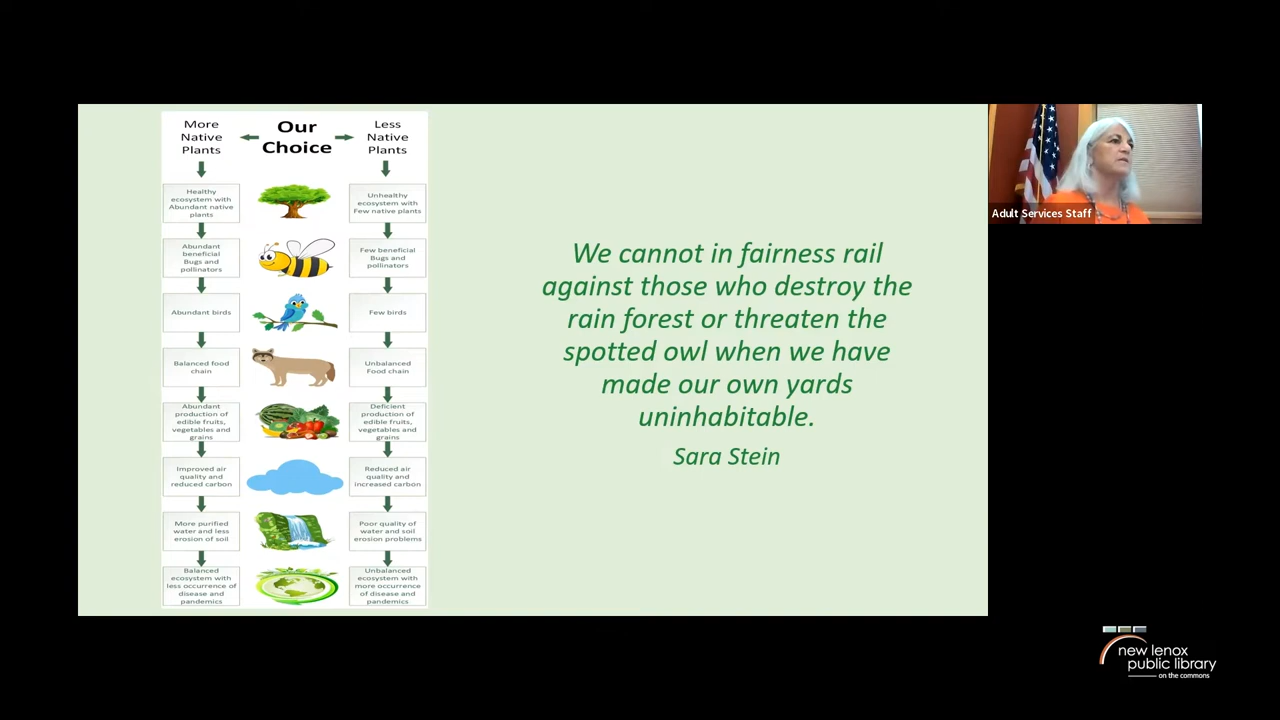 More
Native
Plants
Our
Choice
Less
Native
Plants
Healthy
ecosystem with
Abundant native
plants
Unhealthy
ecosystem with
Few native plants
Abundant
beneficial
Bugs and
pollinators
Few beneficial
Bugs and
pollinators
Abundant birds
Few birds
Balanced food
chain
Unbalanced
Food chain
Abundant
production of
edible fruits,
vegetables and
grains
Deficient
production of
edible fruits,
vegetables and
grains
Improved air
quality and
reduced carbon
Reduced air
quality and
increased carbon
More purified
water and less
erosion of soil
Poor quality of
water and soil
erosion problems
Balanced
ecosystem with
less occurrence of
disease and
pandemics
Unbalanced
ecosystem with
more occurrence
of disease and
pandemics
We cannot in fairness rail
against those who destroy the
rain forest or threaten the
spotted owl when we have
made our own yards
uninhabitable.
Sara Stein
Adult Services Staff
new lenox
public library
on the commons